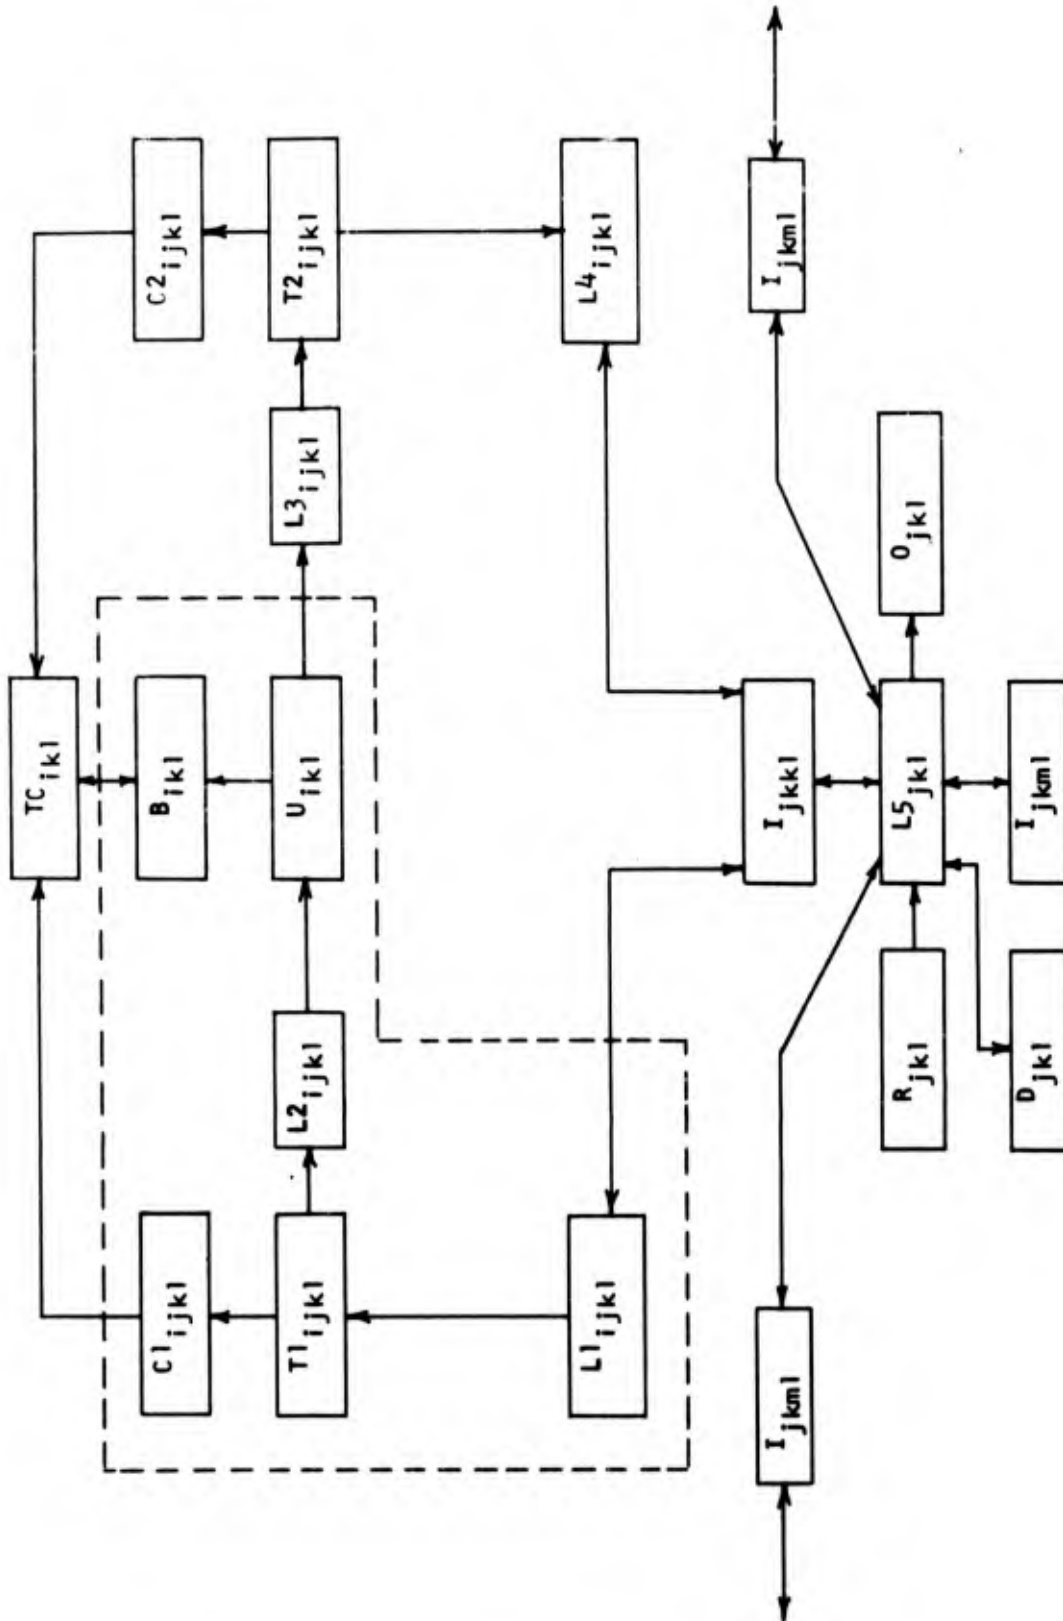 TC ikl
C1 ijkl
B ikl
C2 ijkl
T1 ijkl
L2 ijkl
U ikl
L3 ijkl
T2 ijkl
L1 ijkl
L4 ijkl
I jkml
I jkkl
I jkml
R jkl
L5 jkl
O jkl
D jkl
I jkml